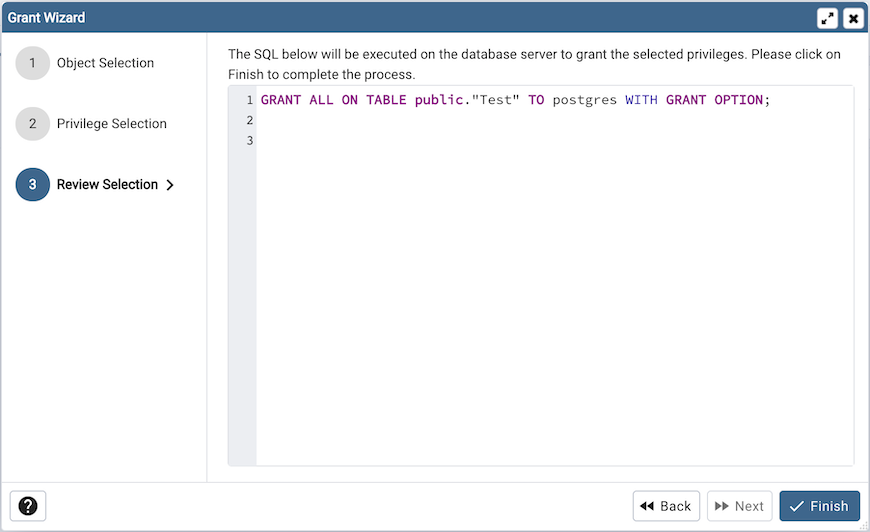 Grant Wizard
1 Object Selection
2 Privilege Selection
3 Review Selection
The SQL below will be executed on the database server to grant the selected privileges. Please click on
Finish to complete the process.
1 GRANT ALL ON TABLE public."Test" TO postgres WITH GRANT OPTION;
2
3
? Back Next Finish